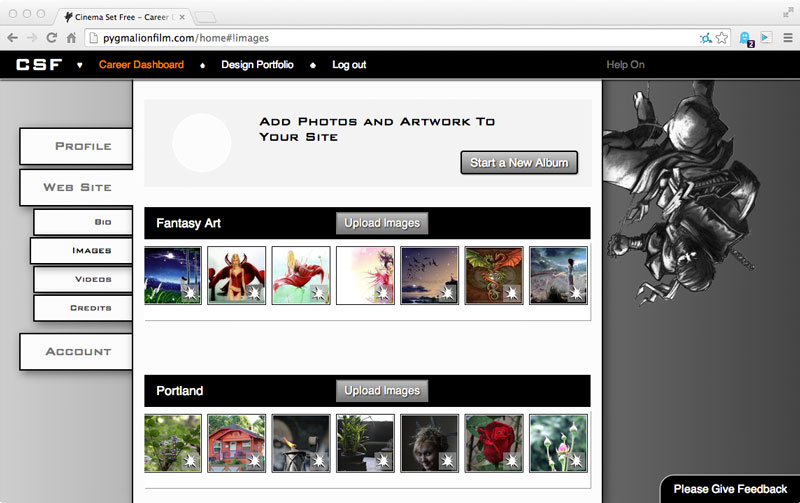 Cinema Set Free - Career D
pygmalionfilm.com/home#!images
2
CSF ♥ Career Dashboard ♠ Design Portfolio ♠ Log out Help On
Add Photos and Artwork To
Your Site
Start a New Album
Profile
Web Site
Bio
Images
Videos
Credits
Account
Fantasy Art Upload Images
Portland Upload Images
Please Give Feedback